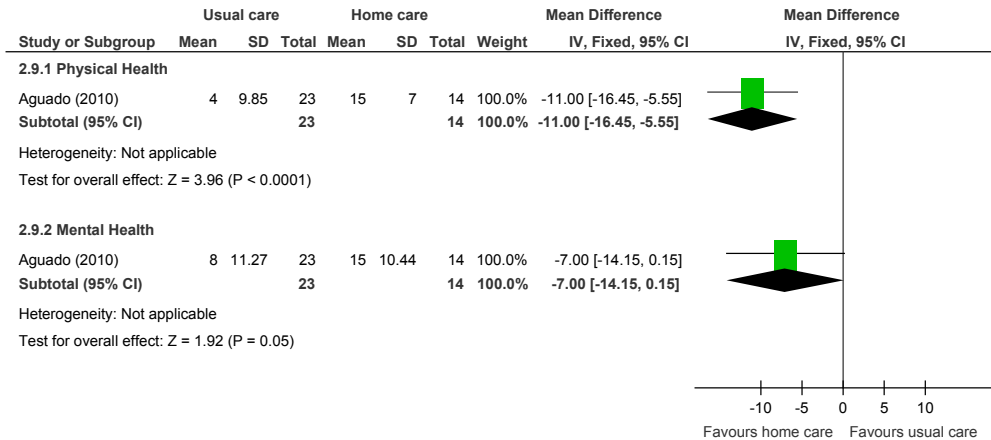 Usual care Home care Mean Difference Mean Difference
Study or Subgroup Mean SD Total Mean SD Total Weight IV, Fixed, 95% CI IV, Fixed, 95% CI
2.9.1 Physical Health
Aguado (2010) 4 9.85 23 15 7 14 100.0% -11.00 [-16.45, -5.55]
Subtotal (95% CI) 23 14 100.0% -11.00 [-16.45, -5.55]
Heterogeneity: Not applicable
Test for overall effect: Z = 3.96 (P < 0.0001)
2.9.2 Mental Health
Aguado (2010) 8 11.27 23 15 10.44 14 100.0% -7.00 [-14.15, 0.15]
Subtotal (95% CI) 23 14 100.0% -7.00 [-14.15, 0.15]
Heterogeneity: Not applicable
Test for overall effect: Z = 1.92 (P = 0.05)
-10 -5 0 5 10
Favours home care Favours usual care